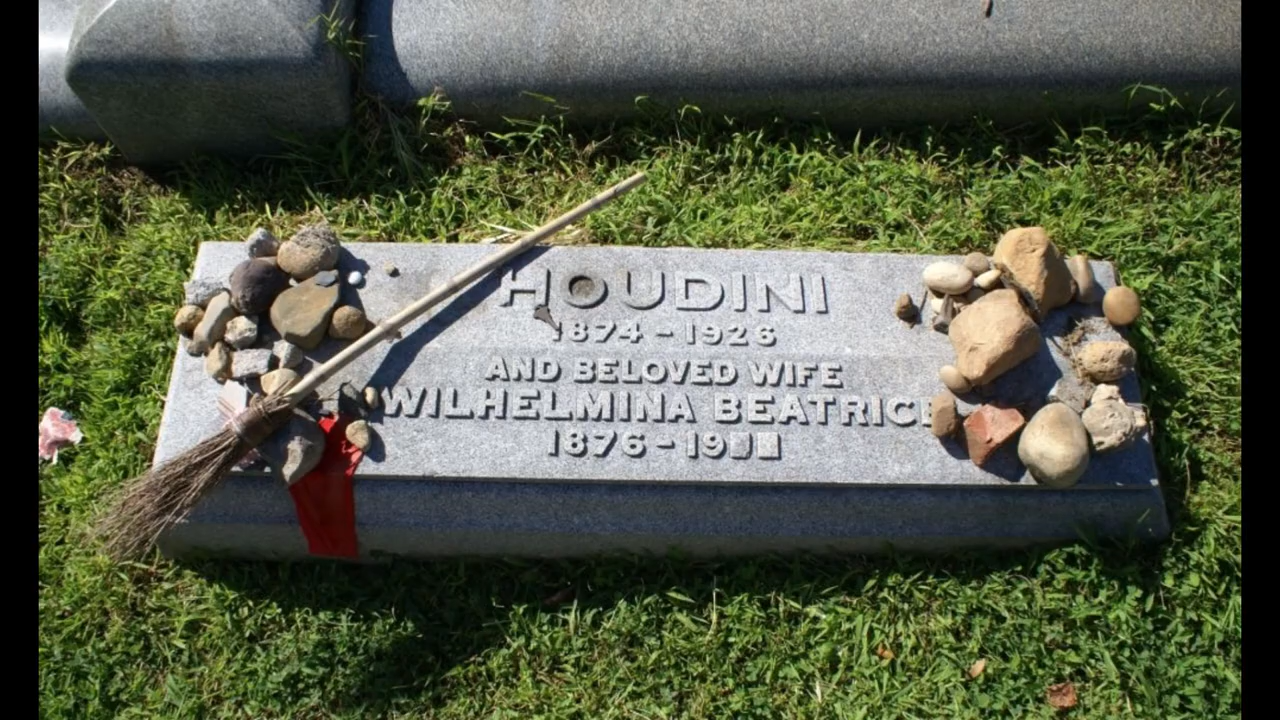 HOUDINI
1874 - 1926
AND BELOVED WIFE
WILHELMINA BEATRICE
1876 - 19